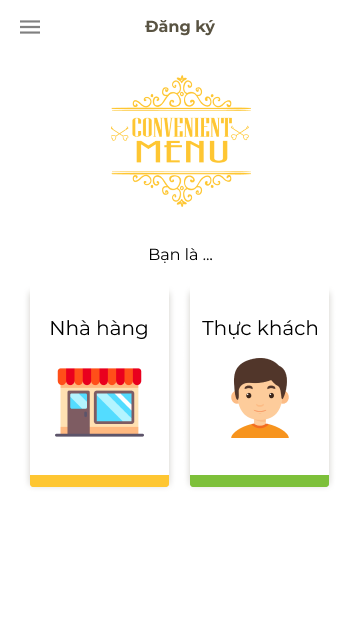 Đăng ký
CONVENIENT
MENU
Bạn là ...
Nhà hàng
Thực khách